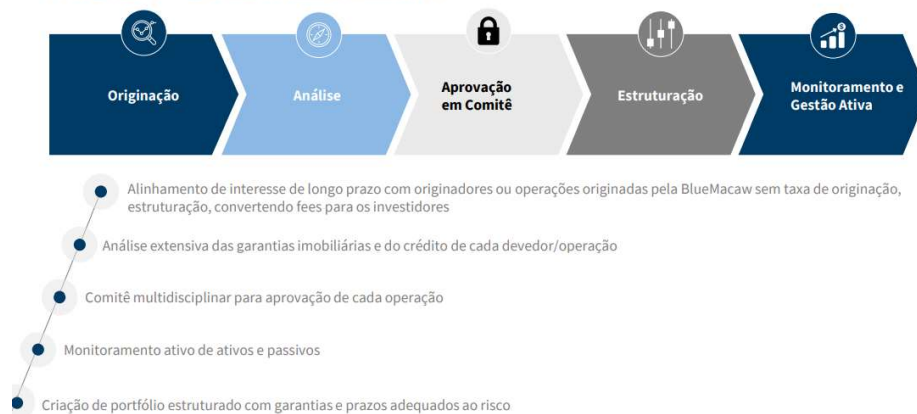 Originação
Análise
Aprovação
em Comitê
Estruturação
Monitoramento e
Gestão Ativa
Alinhamento de interesse de longo prazo com originadores ou operações originadas pela BlueMacaw sem taxa de originação,
estruturação, convertendo fees para os investidores
Análise extensiva das garantias imobiliárias e do crédito de cada devedor/operação
Comitê multidisciplinar para aprovação de cada operação
Monitoramento ativo de ativos e passivos
Criação de portfólio estruturado com garantias e prazos adequados ao risco